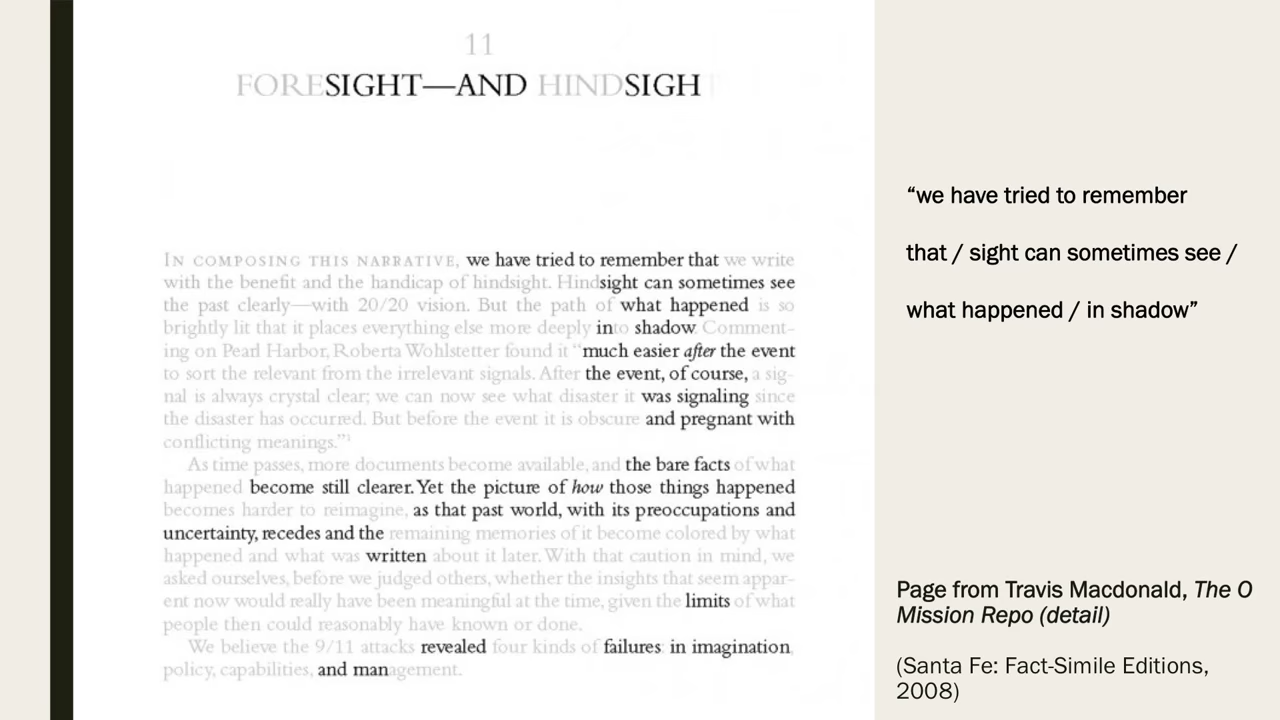 11
FORESIGHT—AND HINDSIGHT
IN COMPOSING THIS NARRATIVE, we have tried to remember that we write
with the benefit and the handicap of hindsight. Hindsight can sometimes see
the past clearly—with 20/20 vision. But the path of what happened is so
brightly lit that it places everything else more deeply into shadow. Comment-
ing on Pearl Harbor, Roberta Wohlstetter found it “much easier after the event
to sort the relevant from the irrelevant signals. After the event, of course, a sig-
nal is always crystal clear; we can now see what disaster it was signaling since
the disaster has occurred. But before the event it is obscure and pregnant with
conflicting meanings.”1
As time passes, more documents become available, and the bare facts of what
happened become still clearer. Yet the picture of how those things happened
becomes harder to reimagine, as that past world, with its preoccupations and
uncertainty, recedes and the remaining memories of it become colored by what
happened and what was written about it later. With that caution in mind, we
asked ourselves, before we judged others, whether the insights that seem appar-
ent now would really have been meaningful at the time, given the limits of what
people then could reasonably have known or done.
We believe the 9/11 attacks revealed four kinds of failures: in imagination,
policy, capabilities, and management.
“we have tried to remember
that / sight can sometimes see /
what happened / in shadow”
Page from Travis Macdonald, The O
Mission Repo (detail)
(Santa Fe: Fact-Simile Editions,
2008)